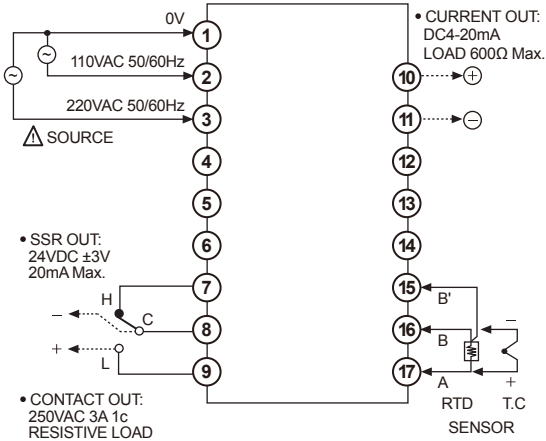 0V
110VAC 50/60Hz
220VAC 50/60Hz
⚠ SOURCE
1
2
3
4
5
6
7
8
9
• SSR OUT:
24VDC ±3V
20mA Max.
H
C
L
−
+
• CONTACT OUT:
250VAC 3A 1c
RESISTIVE LOAD
• CURRENT OUT:
DC4-20mA
LOAD 600Ω Max.
10
11
12
13
14
15
16
17
+
−
B'
B
A
−
+
RTD T.C
SENSOR